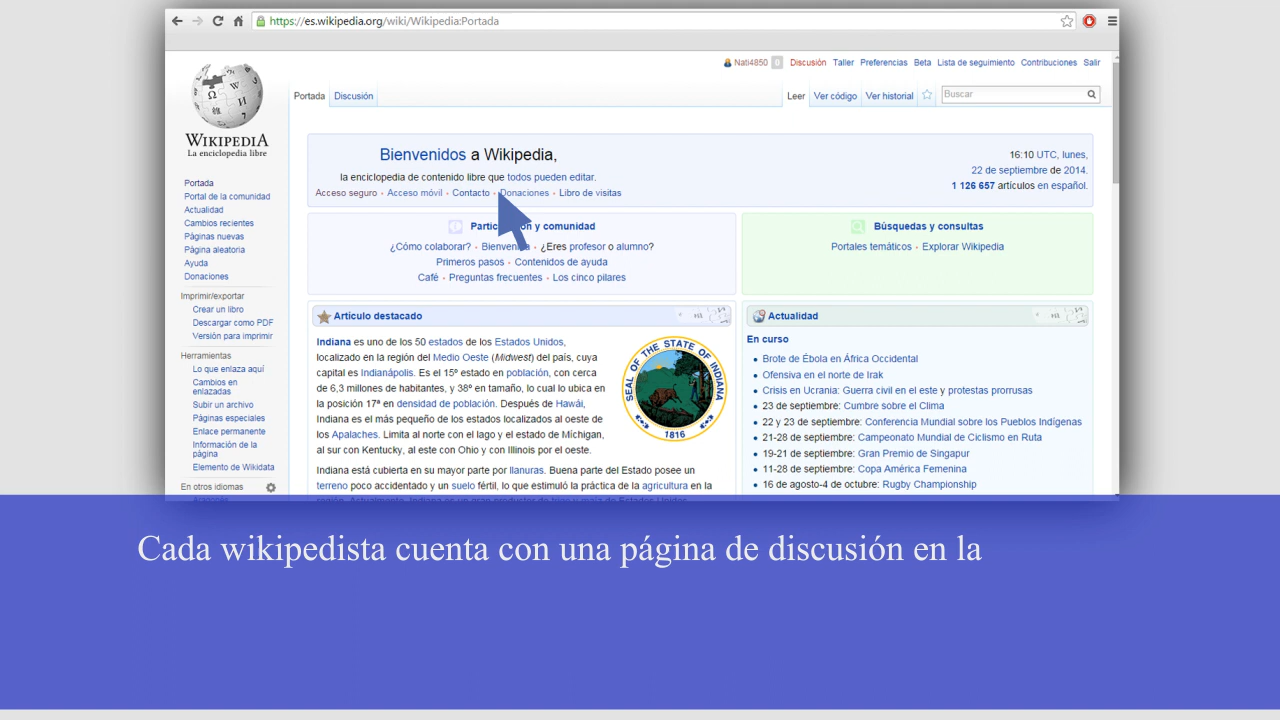 https://es.wikipedia.org/wiki/Wikipedia:Portada
Nati4850 0 Discusión Taller Preferencias Beta Lista de seguimiento Contribuciones Salir
Portada Discusión Leer Ver código Ver historial Buscar
WIKIPEDIA
La enciclopedia libre
Portada
Portal de la comunidad
Actualidad
Cambios recientes
Páginas nuevas
Página aleatoria
Ayuda
Donaciones
Imprimir/exportar
Crear un libro
Descargar como PDF
Versión para imprimir
Herramientas
Lo que enlaza aquí
Cambios en
enlazadas
Subir un archivo
Páginas especiales
Enlace permanente
Información de la
página
Elemento de Wikidata
En otros idiomas
Bienvenidos a Wikipedia,
la enciclopedia de contenido libre que todos pueden editar.
Acceso seguro • Acceso móvil • Contacto • Donaciones • Libro de visitas
16:10 UTC, lunes,
22 de septiembre de 2014.
1 126 657 artículos en español.
y comunidad
¿Cómo colaborar? • • ¿Eres profesor o alumno?
Primeros pasos • Contenidos de ayuda
Café • Preguntas frecuentes • Los cinco pilares
Búsquedas y consultas
Portales temáticos • Explorar Wikipedia
Artículo destacado
Indiana es uno de los 50 estados de los Estados Unidos,
localizado en la región del Medio Oeste (Midwest) del país, cuya
capital es Indianápolis. Es el 15º estado en población, con cerca
de 6,3 millones de habitantes, y 38º en tamaño, lo cual lo ubica en
la posición 17ª en densidad de población. Después de Hawái,
Indiana es el más pequeño de los estados localizados al oeste de
los Apalaches. Limita al norte con el lago y el estado de Míchigan,
al sur con Kentucky, al este con Ohio y con Illinois por el oeste.
Indiana está cubierta en su mayor parte por llanuras. Buena parte del Estado posee un
terreno poco accidentado y un suelo fértil, lo que estimuló la práctica de la agricultura en la
SEAL OF THE STATE OF INDIANA
1816
Actualidad
En curso
Brote de Ébola en África Occidental
Ofensiva en el norte de Irak
Crisis en Ucrania: Guerra civil en el este y protestas prorrusas
23 de septiembre: Cumbre sobre el Clima
22 y 23 de septiembre: Conferencia Mundial sobre los Pueblos Indígenas
21-28 de septiembre: Campeonato Mundial de Ciclismo en Ruta
19-21 de septiembre: Gran Premio de Singapur
11-28 de septiembre: Copa América Femenina
16 de agosto-4 de octubre: Rugby Championship
Cada wikipedista cuenta con una página de discusión en la